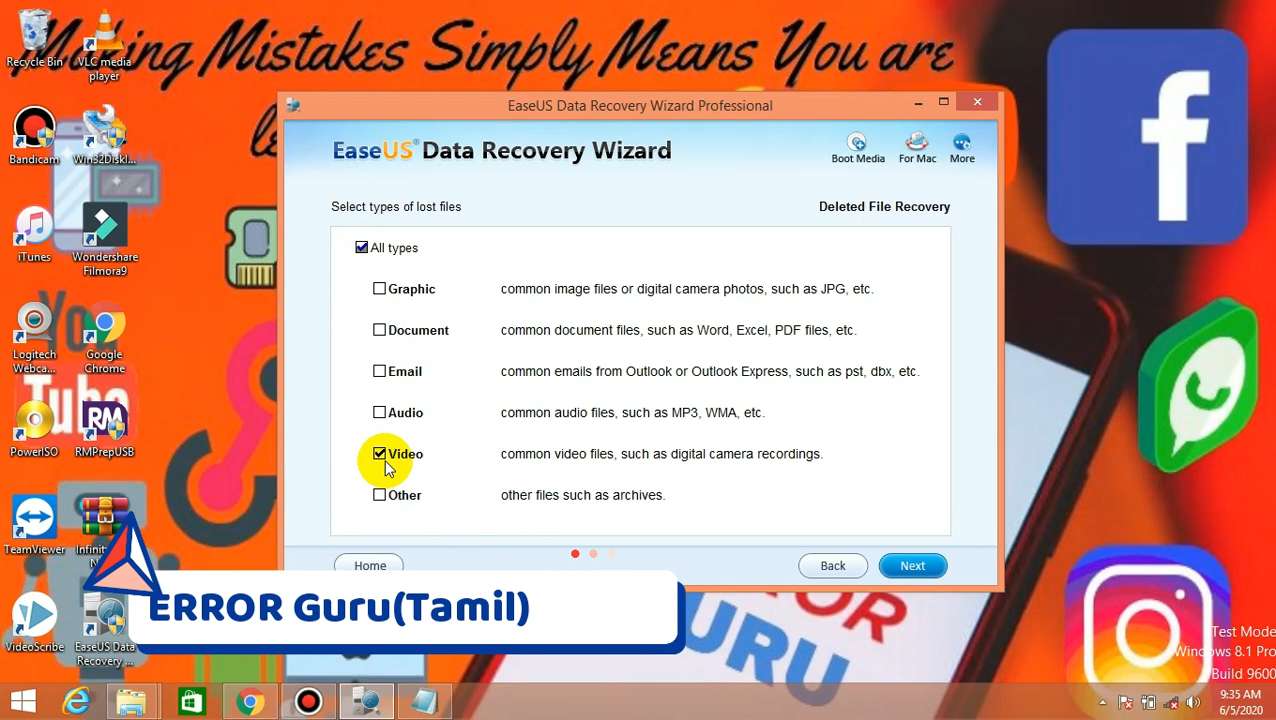 Making Mistakes Simply Means You are
Recycle Bin
VLC media
player
Bandicam
Win32DiskI...
iTunes
Wondershare
Filmora9
Logitech
Webca...
Google
Chrome
You
Tube
PowerISO
RMPrepUSB
TeamViewer
VideoScribe
EaseUS Data
Recovery ...
EaseUS Data Recovery Wizard Professional
EaseUS® Data Recovery Wizard
Boot Media
For Mac
More
Select types of lost files
Deleted File Recovery
All types
Graphic common image files or digital camera photos, such as JPG, etc.
Document common document files, such as Word, Excel, PDF files, etc.
Email common emails from Outlook or Outlook Express, such as pst, dbx, etc.
Audio common audio files, such as MP3, WMA, etc.
Video common video files, such as digital camera recordings.
Other other files such as archives.
Home
Back
Next
ERROR Guru(Tamil)
GURU
Test Mode
Windows 8.1 Pro
Build 9600
9:35 AM
6/5/2020